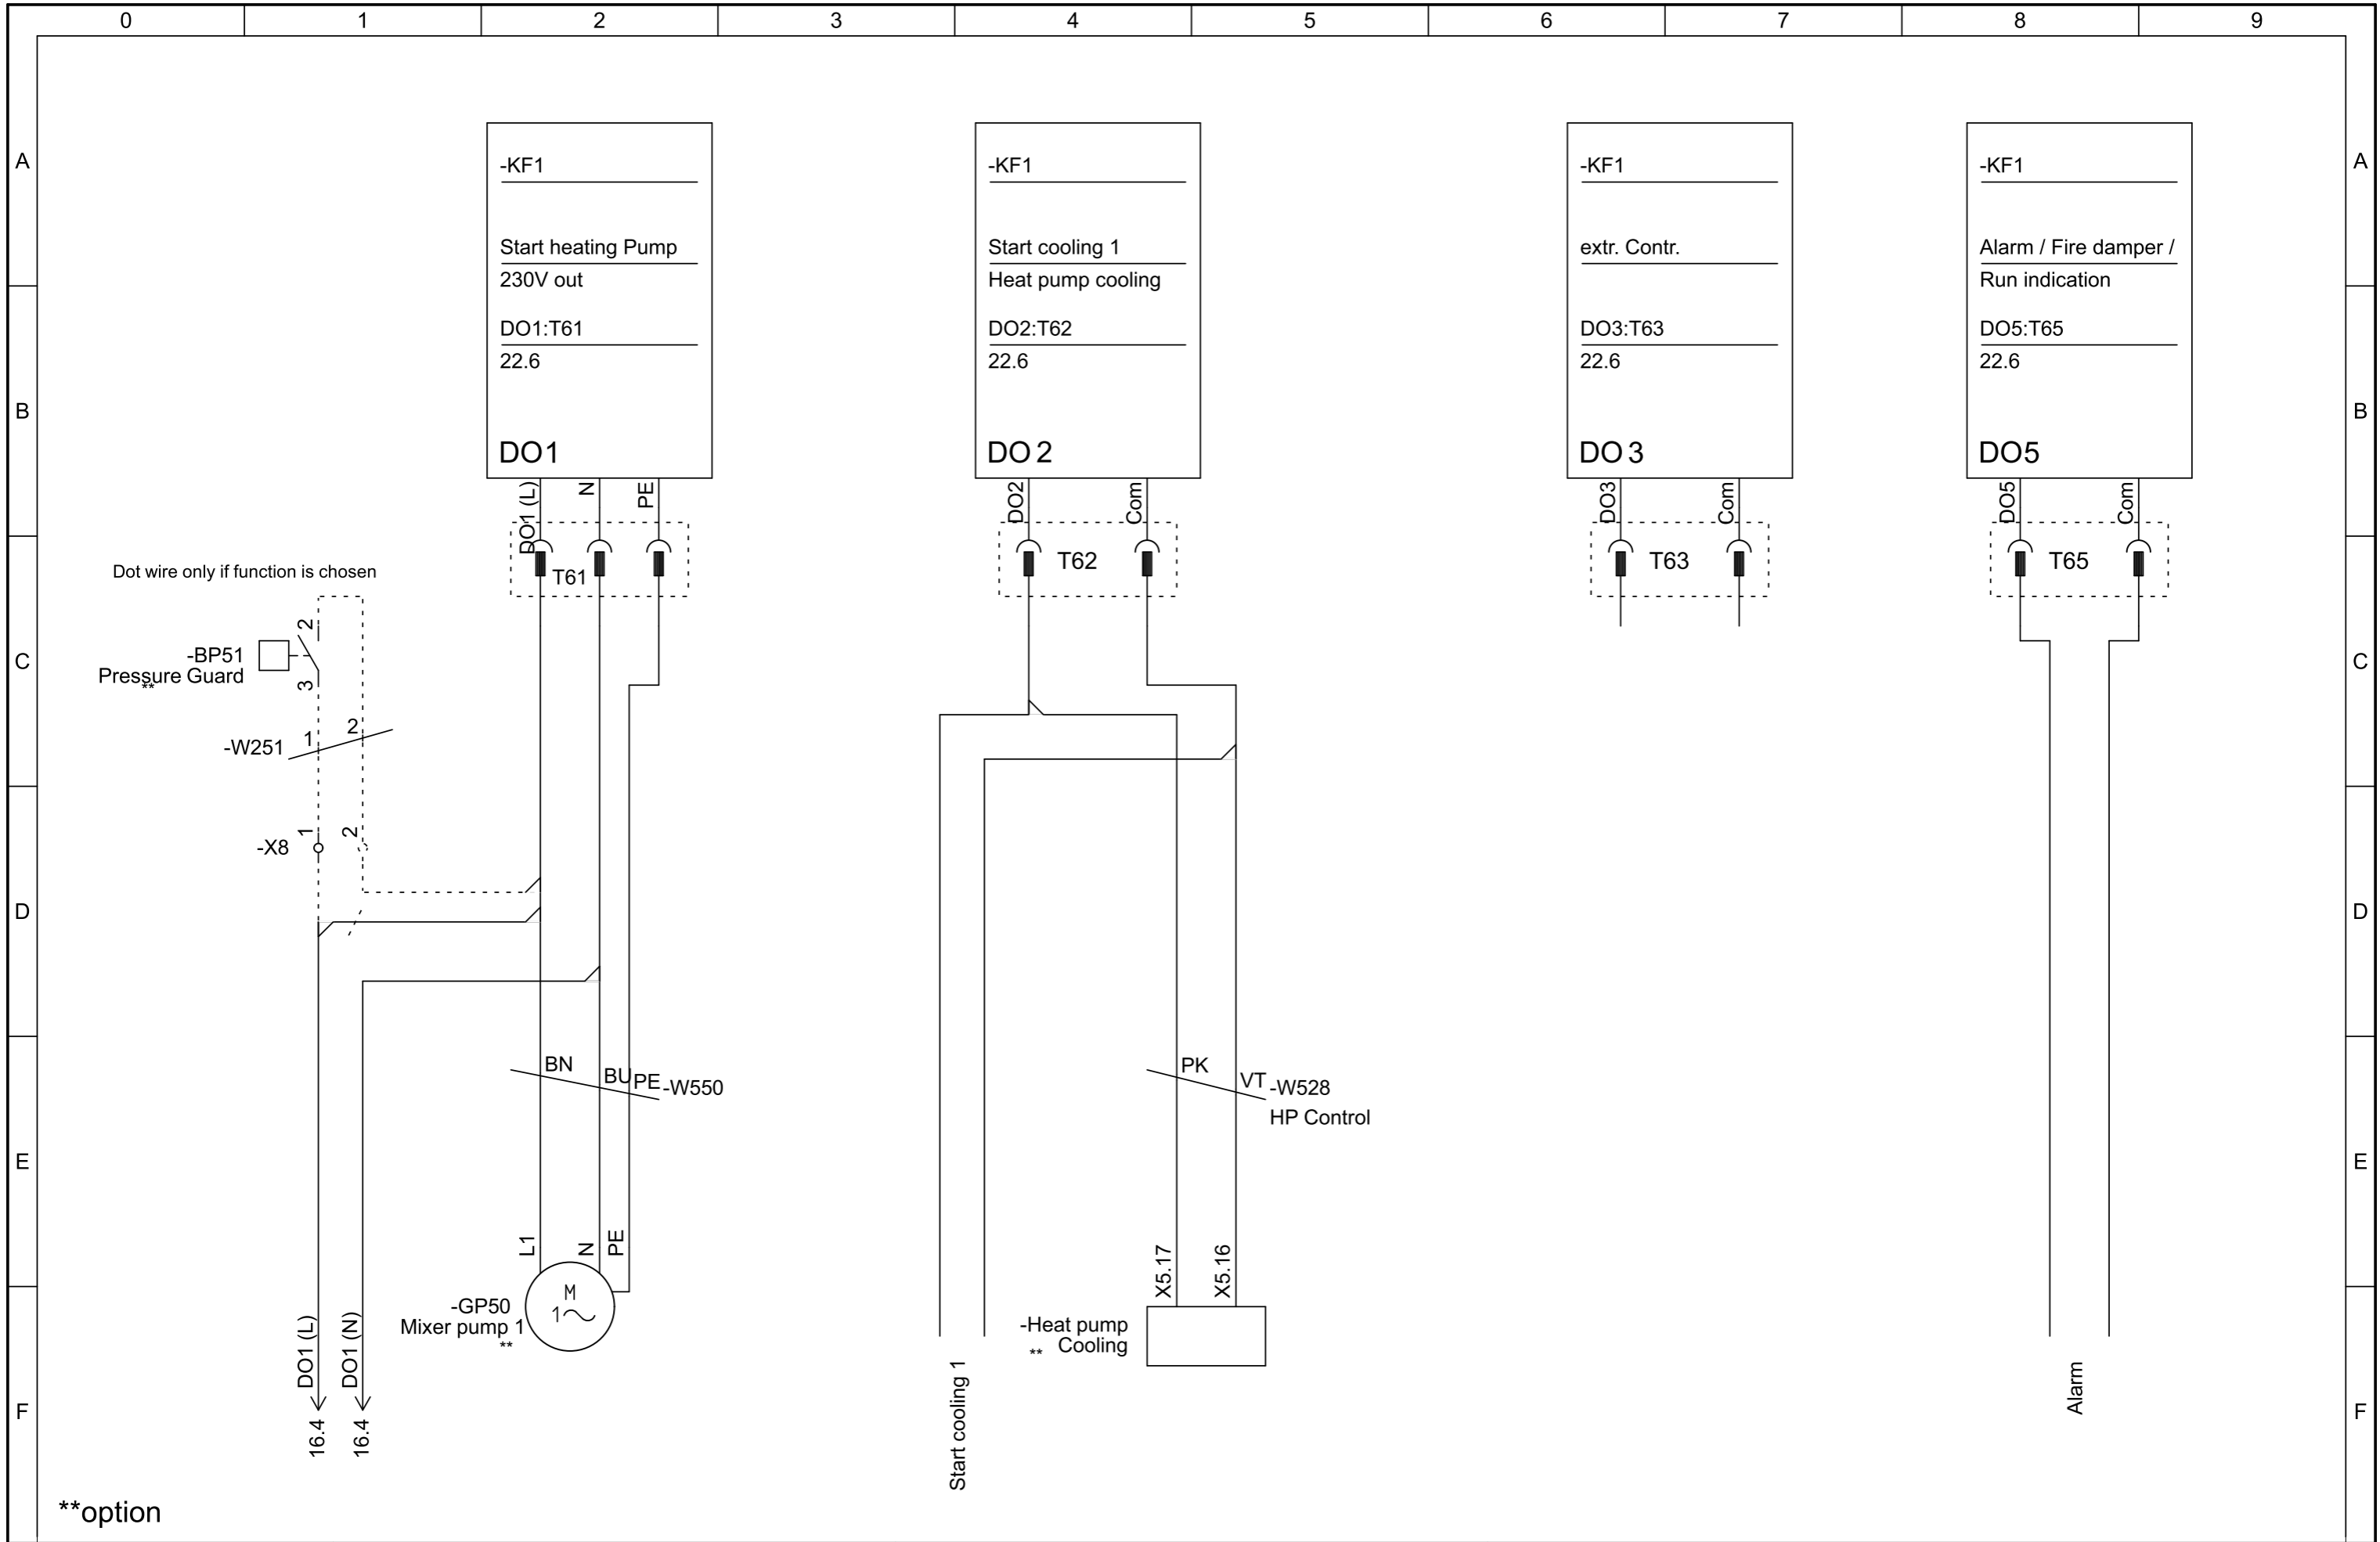 0 1 2 3 4 5 6 7 8 9
A
A
B
B
C
C
D
D
E
E
F
F
-KF1
Start heating Pump
230V out
DO1:T61
22.6
DO1
DO1 (L)
N
PE
T61
-KF1
Start cooling 1
Heat pump cooling
DO2:T62
22.6
DO2
DO2
Com
T62
-KF1
extr. Contr.
DO3:T63
22.6
DO3
DO3
Com
T63
-KF1
Alarm / Fire damper /
Run indication
DO5:T65
22.6
DO5
DO5
Com
T65
Dot wire only if function is chosen
2
-BP51
Pressure Guard
**
3
-W251
1
2
-X8
1
2
BN
BU
PE
-W550
PK
VT
-W528
HP Control
L1
N
PE
M
1
-GP50
Mixer pump 1
**
X5.17
X5.16
-Heat pump
Cooling
**
DO1 (L)
DO1 (N)
16.4
16.4
Start cooling 1
Alarm
**option